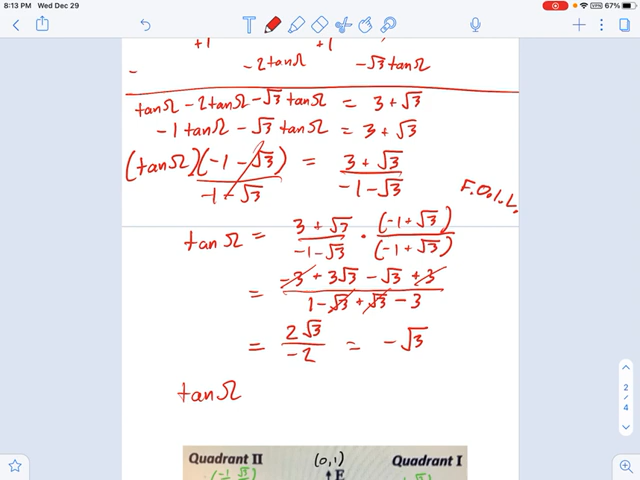 8:13 PM Wed Dec 29
VPN 67%
+1 +1
- -2tanΩ -√3 tanΩ
tanΩ - 2tanΩ - √3 tanΩ = 3 + √3
-1 tanΩ - √3 tanΩ = 3 + √3
(tanΩ)(-1 - √3) / -1 - √3 = 3 + √3 / -1 - √3
F.O.I.L.
tanΩ = 3 + √3 / -1 - √3 · (-1 + √3) / (-1 + √3)
= -3 + 3√3 - √3 + 3 / 1 - √3 + √3 - 3
= 2√3 / -2 = -√3
tanΩ
2
/
4
Quadrant II (0,1) Quadrant I
E